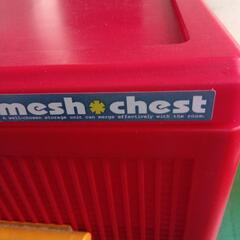 mesh chest
A well-chosen storage unit can merge effectively with the room.